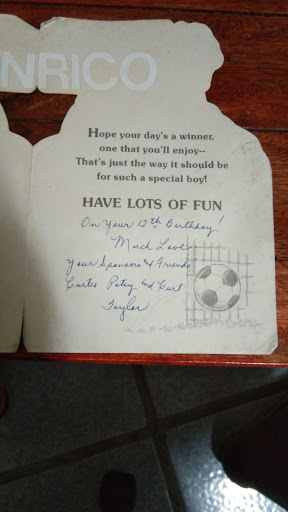 NRICO
Hope your day's a winner,
one that you'll enjoy--
That's just the way it should be
for such a special boy!
HAVE LOTS OF FUN
On Your 12th Birthday!
Much Love
Your Sponsors and Friends
Curtis Patsy and Curt
Taylor